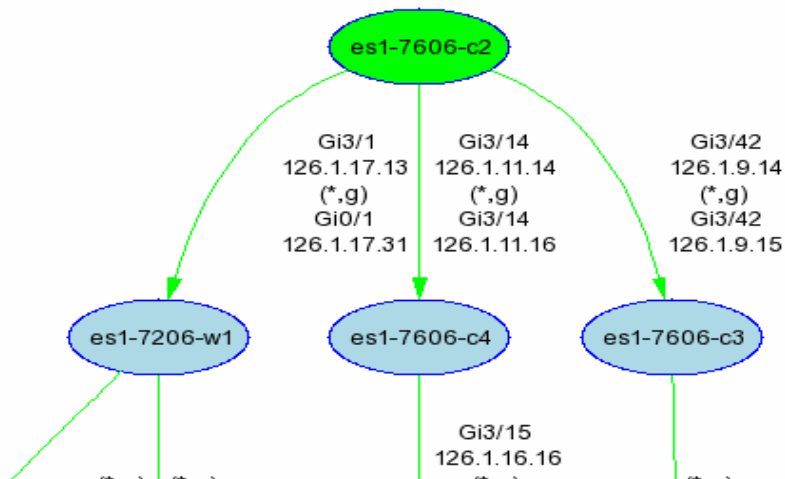 es1-7606-c2
Gi3/1
126.1.17.13
(*,g)
Gi0/1
126.1.17.31
Gi3/14
126.1.11.14
(*,g)
Gi3/14
126.1.11.16
Gi3/42
126.1.9.14
(*,g)
Gi3/42
126.1.9.15
es1-7206-w1
es1-7606-c4
es1-7606-c3
Gi3/15
126.1.16.16